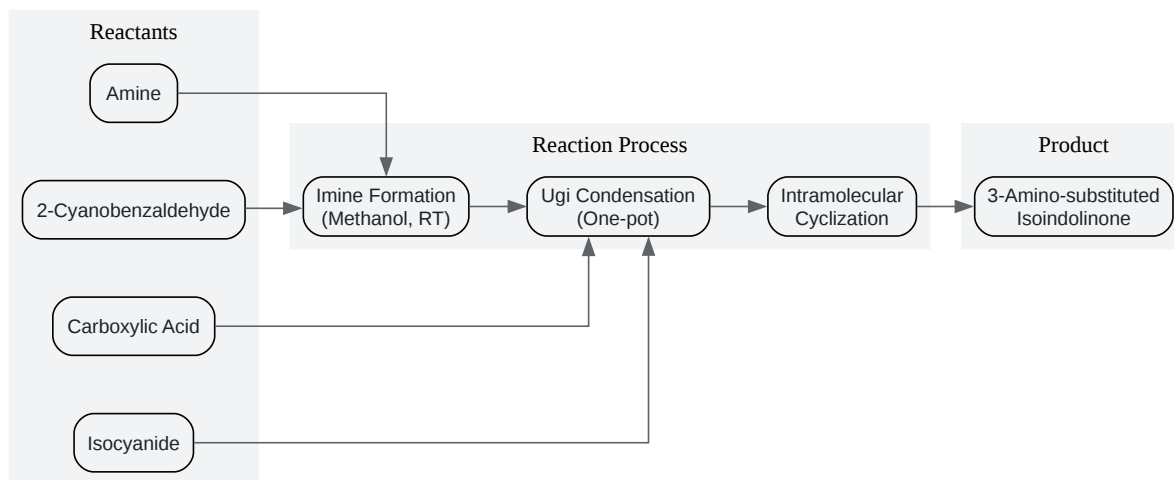 Reactants
Amine
2-Cyanobenzaldehyde
Carboxylic Acid
Isocyanide
Reaction Process
Imine Formation
(Methanol, RT)
Ugi Condensation
(One-pot)
Intramolecular
Cyclization
Product
3-Amino-substituted
Isoindolinone